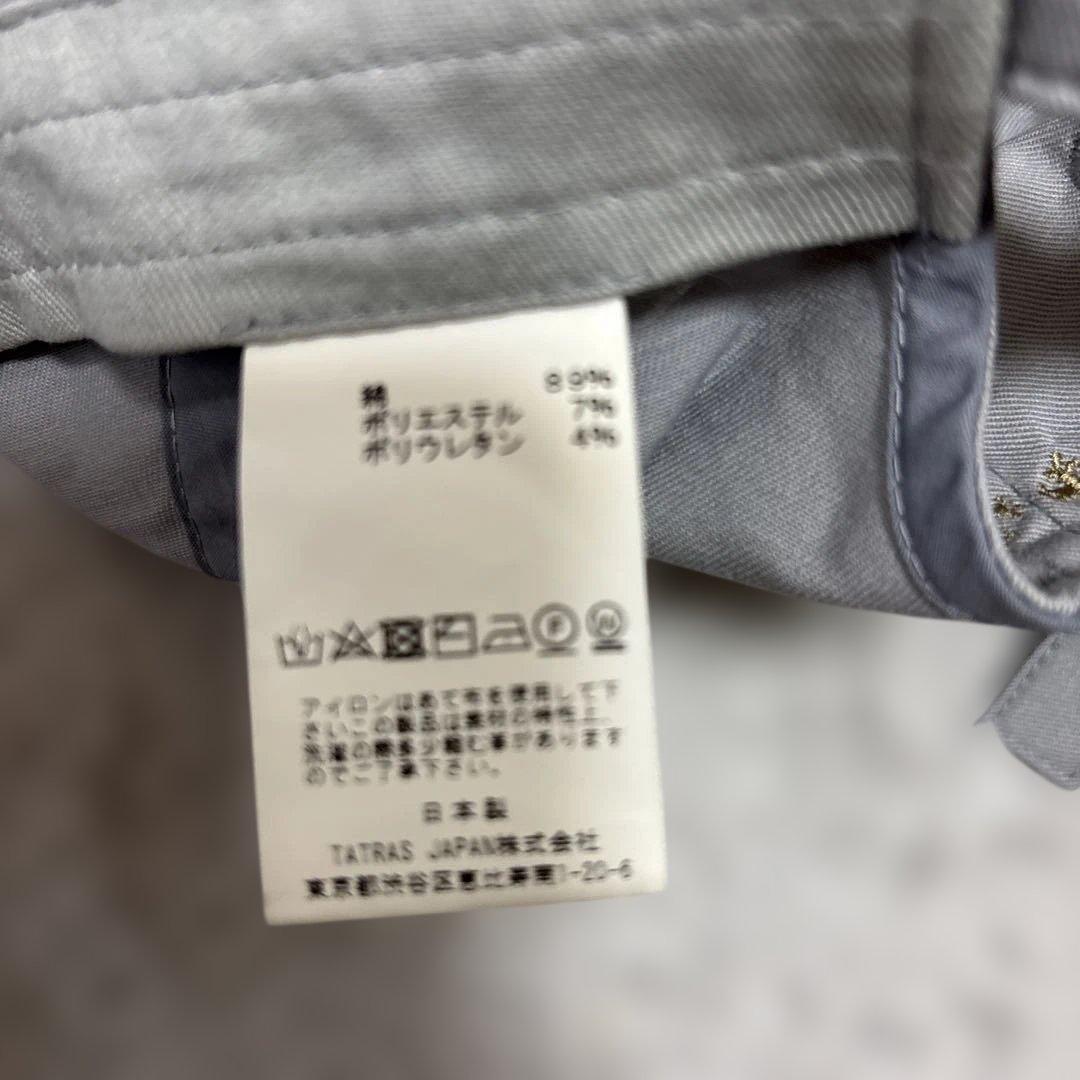 綿 89%
ポリエステル 7%
ポリウレタン 4%
アイロンはあて布を使用して下
さいこの製品は素材の特性上、
洗濯の際多少縮む事があります
のでご了承下さい。
日本製
TATRAS JAPAN株式会社
東京都渋谷区恵比寿南1-20-6